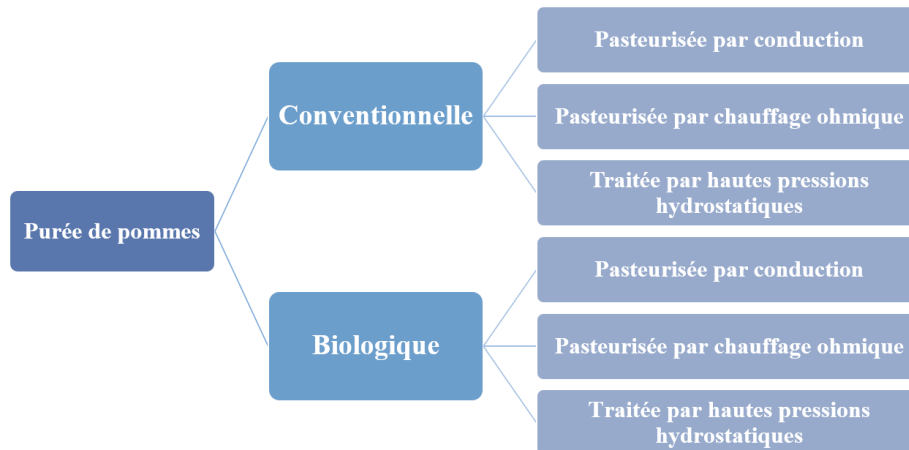 Purée de pommes
Conventionnelle
Pasteurisée par conduction
Pasteurisée par chauffage ohmique
Traitée par hautes pressions
hydrostatiques
Biologique
Pasteurisée par conduction
Pasteurisée par chauffage ohmique
Traitée par hautes pressions
hydrostatiques